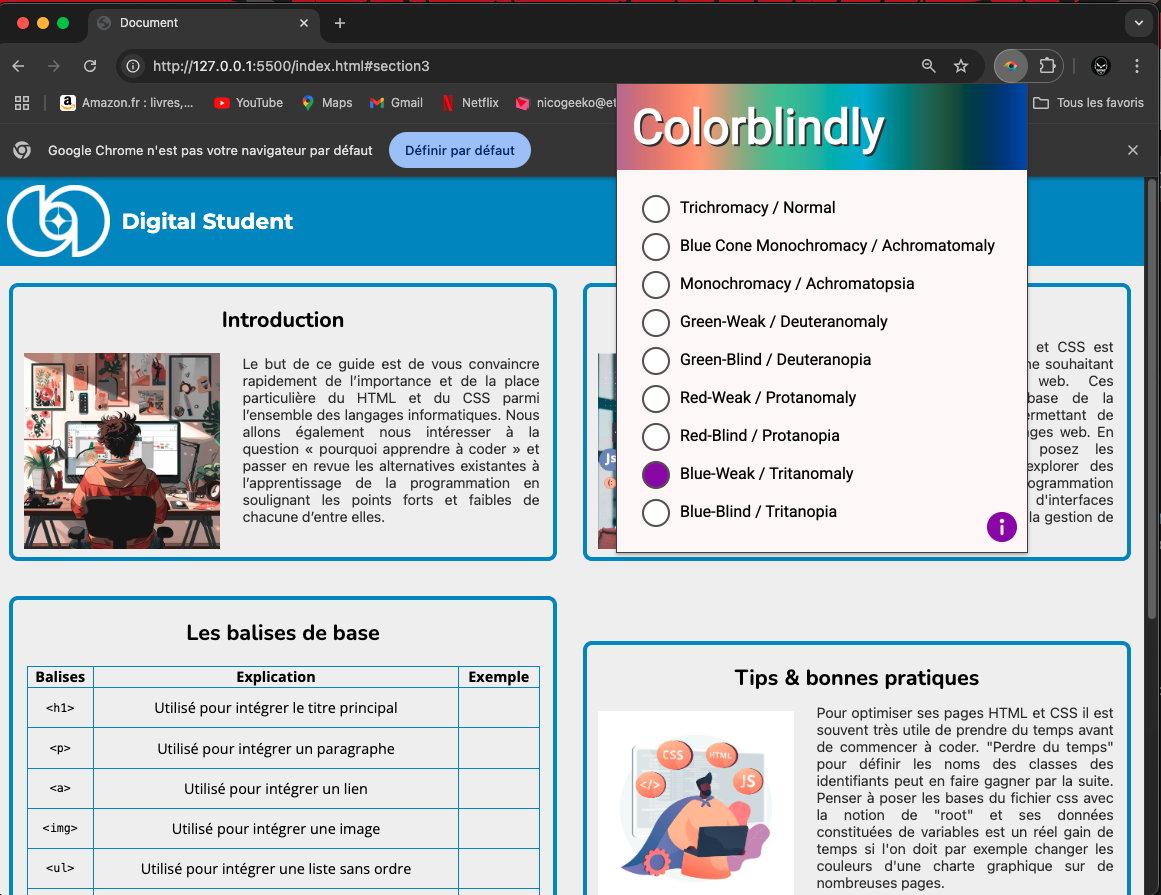 Document
http://127.0.0.1:5500/index.html#section3
Amazon.fr : livres,...
YouTube
Maps
Gmail
Netflix
nicogeeko@et
Tous les favoris
Google Chrome n'est pas votre navigateur par défaut
Définir par défaut
Colorblindly
Trichromacy / Normal
Blue Cone Monochromacy / Achromatomaly
Monochromacy / Achromatopsia
Green-Weak / Deuteranomaly
Green-Blind / Deuteranopia
Red-Weak / Protanomaly
Red-Blind / Protanopia
Blue-Weak / Tritanomaly
Blue-Blind / Tritanopia
i
Digital Student
Introduction
Le but de ce guide est de vous convaincre
rapidement de l’importance et de la place
particulière du HTML et du CSS parmi
l’ensemble des langages informatiques. Nous
allons également nous intéresser à la
question « pourquoi apprendre à coder » et
passer en revue les alternatives existantes à
l’apprentissage de la programmation en
soulignant les points forts et faibles de
chacune d’entre elles.
Js
et CSS est
ne souhaitant
web. Ces
base de la
ermettant de
ges web. En
posez les
explorer des
ogrammation
d'interfaces
la gestion de
Les balises de base
Balises Explication Exemple
<h1> Utilisé pour intégrer le titre principal
<p> Utilisé pour intégrer un paragraphe
<a> Utilisé pour intégrer un lien
<img> Utilisé pour intégrer une image
<ul> Utilisé pour intégrer une liste sans ordre
Tips & bonnes pratiques
CSS
HTML
</>
JS
Pour optimiser ses pages HTML et CSS il est
souvent très utile de prendre du temps avant
de commencer à coder. "Perdre du temps"
pour définir les noms des classes des
identifiants peut en faire gagner par la suite.
Penser à poser les bases du fichier css avec
la notion de "root" et ses données
constituées de variables est un réel gain de
temps si l'on doit par exemple changer les
couleurs d'une charte graphique sur de
nombreuses pages.